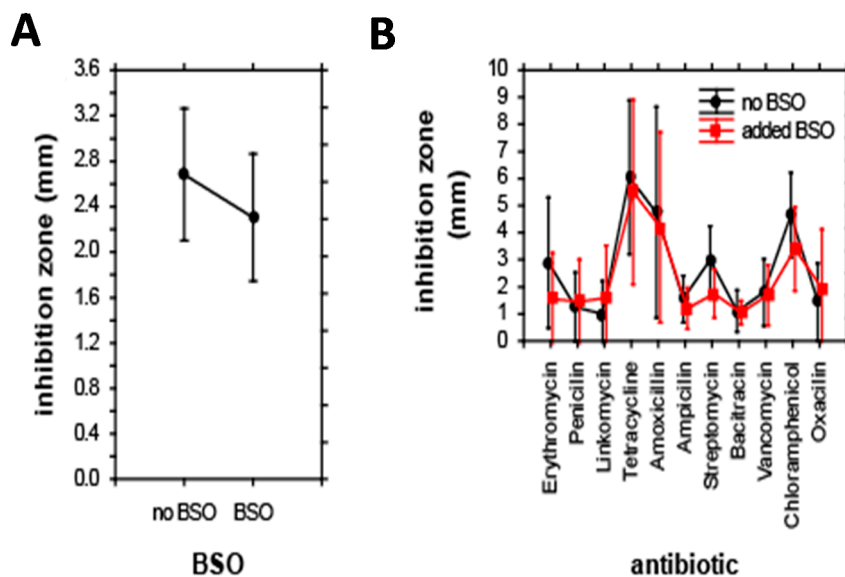 A
B
3.6
3.2
2.8
2.4
2.0
1.6
1.2
0.8
0.4
0.0
inhibition zone (mm)
no BSO
BSO
BSO
10
9
8
7
6
5
4
3
2
1
0
inhibition zone
(mm)
no BSO
added BSO
Erythromycin
Penicilin
Linkomycin
Tetracycline
Amoxicillin
Ampicilin
Streptomycin
Bacitracin
Vancomycin
Chloramphenicol
Oxacilin
antibiotic